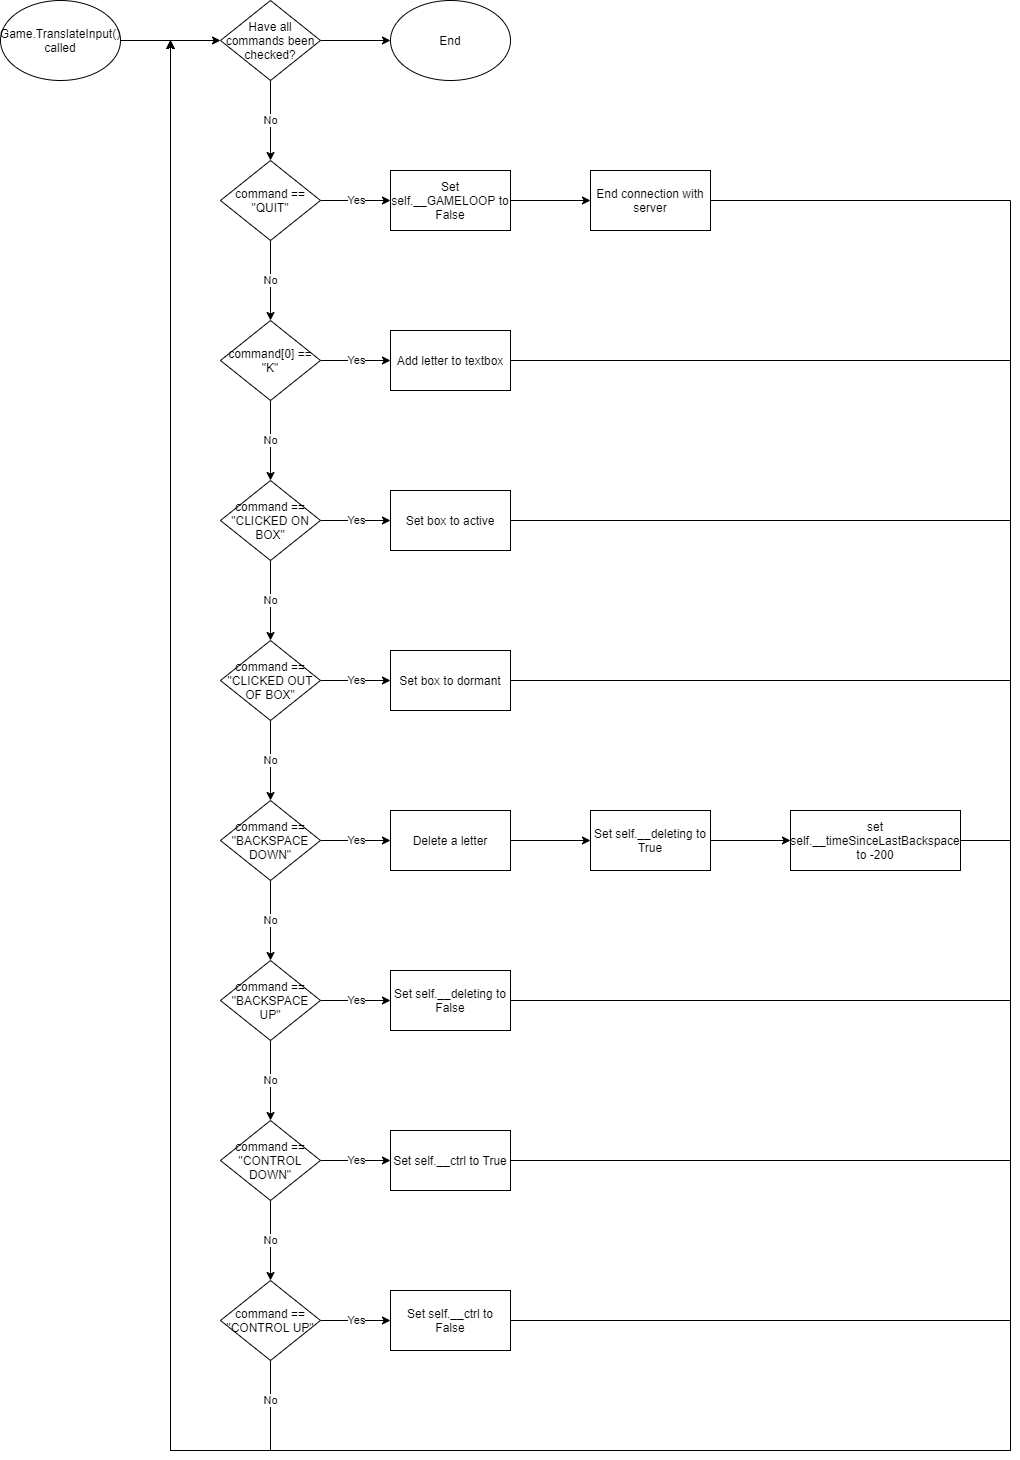 Game.TranslateInput()
called
Have all
commands been
checked?
End
No
command ==
"QUIT"
Yes
Set
self.__GAMELOOP to
False
End connection with
server
No
command[0] ==
"K"
Yes
Add letter to textbox
No
command ==
"CLICKED ON
BOX"
Yes
Set box to active
No
command ==
"CLICKED OUT
OF BOX"
Yes
Set box to dormant
No
command ==
"BACKSPACE
DOWN"
Yes
Delete a letter
Set self.__deleting to
True
set
self.__timeSinceLastBackspace
to -200
No
command ==
"BACKSPACE
UP"
Yes
Set self.__deleting to
False
No
command ==
"CONTROL
DOWN"
Yes
Set self.__ctrl to True
No
command ==
"CONTROL UP"
Yes
Set self.__ctrl to
False
No